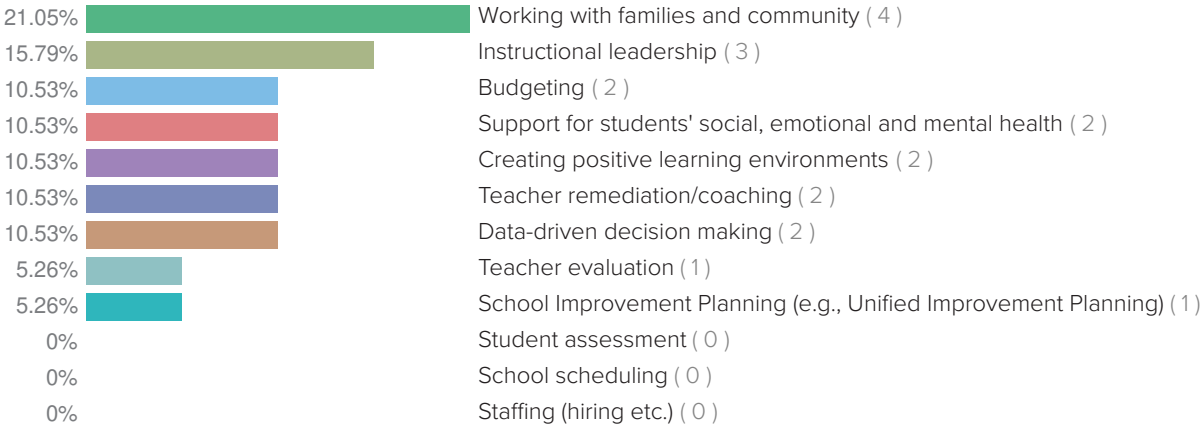 21.05% Working with families and community ( 4 )
15.79% Instructional leadership ( 3 )
10.53% Budgeting ( 2 )
10.53% Support for students' social, emotional and mental health ( 2 )
10.53% Creating positive learning environments ( 2 )
10.53% Teacher remediation/coaching ( 2 )
10.53% Data-driven decision making ( 2 )
5.26% Teacher evaluation ( 1 )
5.26% School Improvement Planning (e.g., Unified Improvement Planning) ( 1 )
0% Student assessment ( 0 )
0% School scheduling ( 0 )
0% Staffing (hiring etc.) ( 0 )